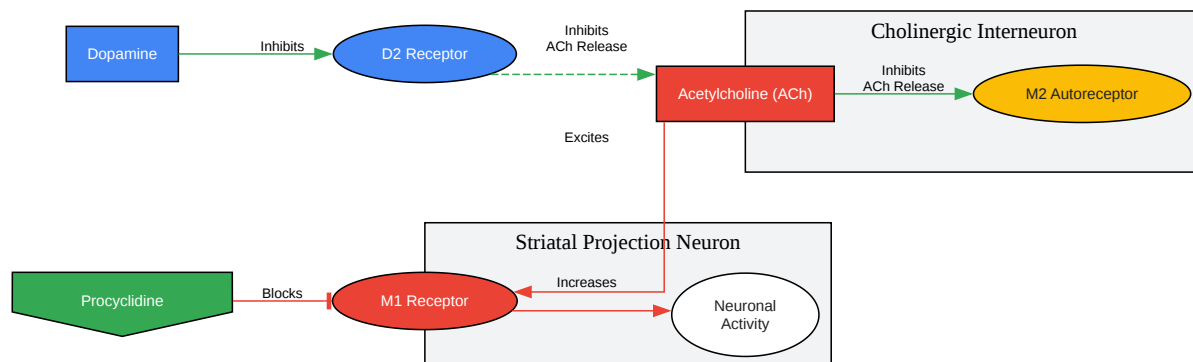 Cholinergic Interneuron
Dopamine
Inhibits
D2 Receptor
Inhibits
ACh Release
Acetylcholine (ACh)
Inhibits
ACh Release
M2 Autoreceptor
Excites
Striatal Projection Neuron
Procyclidine
Blocks
M1 Receptor
Increases
Neuronal
Activity